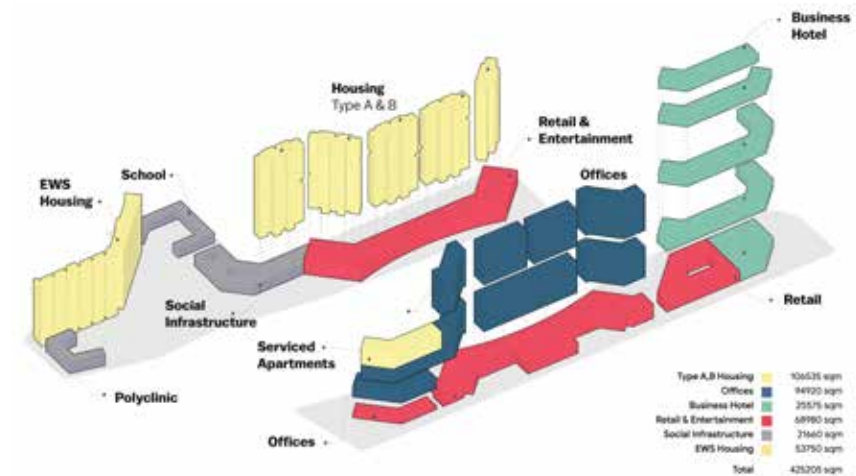 Business
Hotel
Housing
Type A & B
Retail &
Entertainment
School
Offices
EWS
Housing
Social
Infrastructure
Retail
Serviced
Apartments
Polyclinic
Offices
Type A,B Housing 106535 sqm
Offices 94920 sqm
Business Hotel 25575 sqm
Retail & Entertainment 68980 sqm
Social Infrastructure 21660 sqm
EWS Housing 53750 sqm
Total 425205 sqm